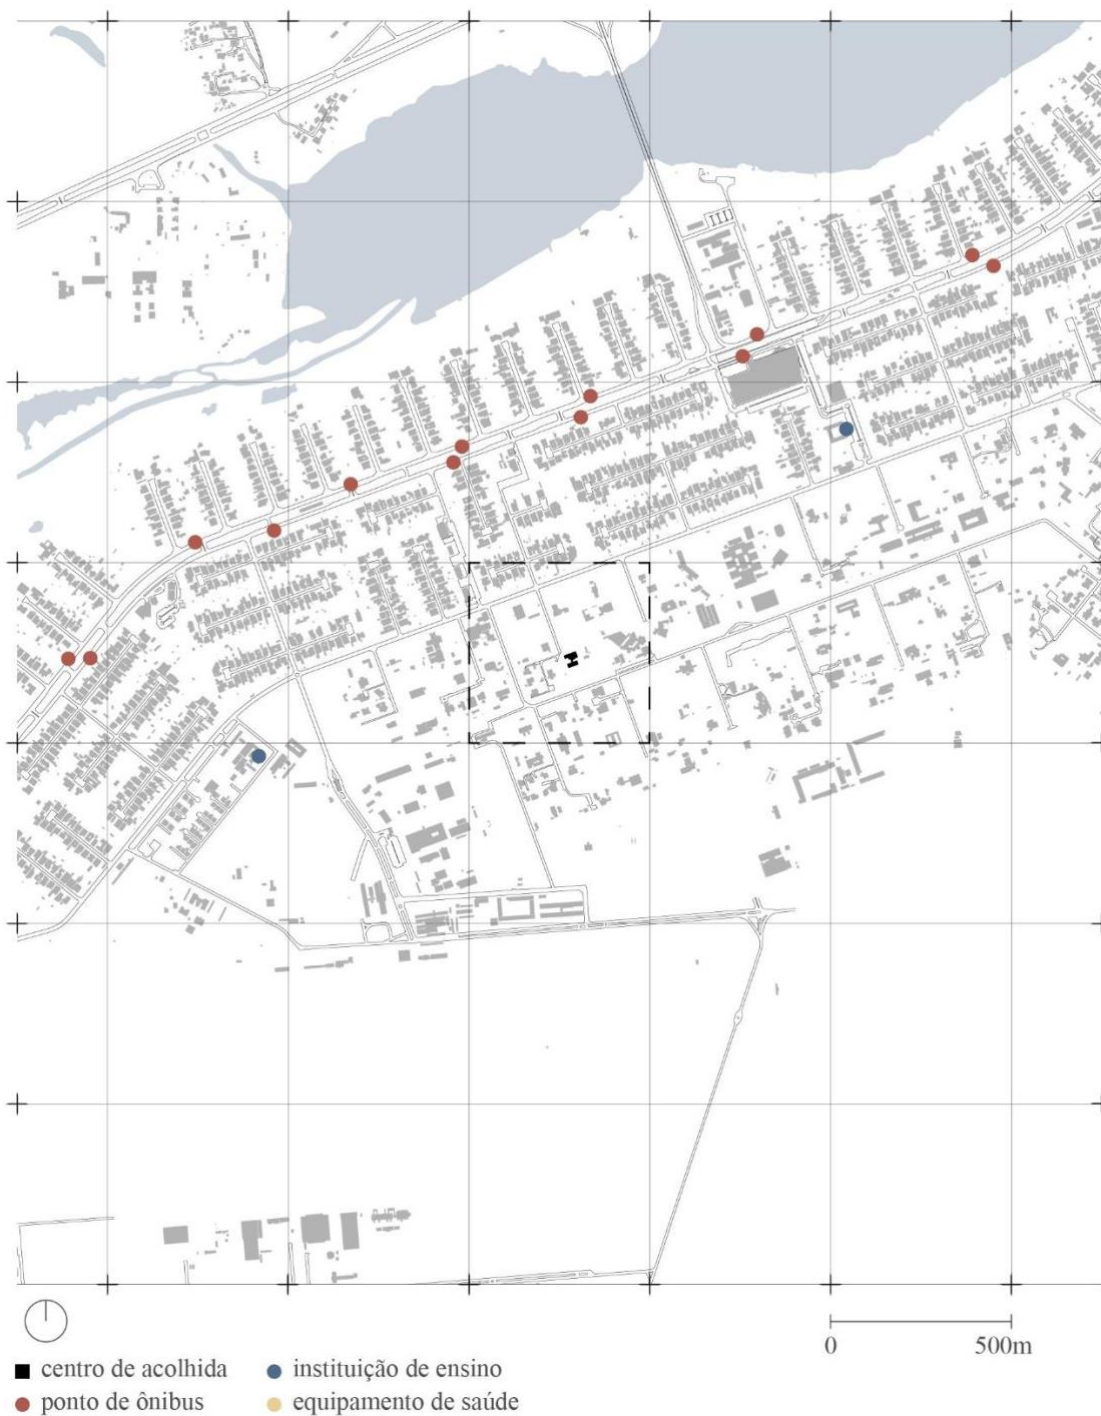 0 500m
centro de acolhida instituição de ensino
ponto de ônibus equipamento de saúde